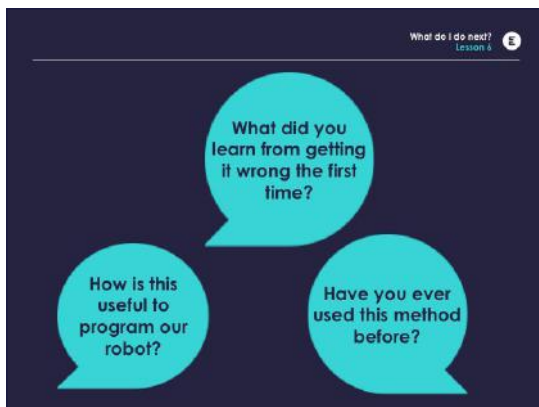 What do I do next?
Lesson 6
E
What did you
learn from getting
it wrong the first
time?
How is this
useful to
program our
robot?
Have you ever
used this method
before?